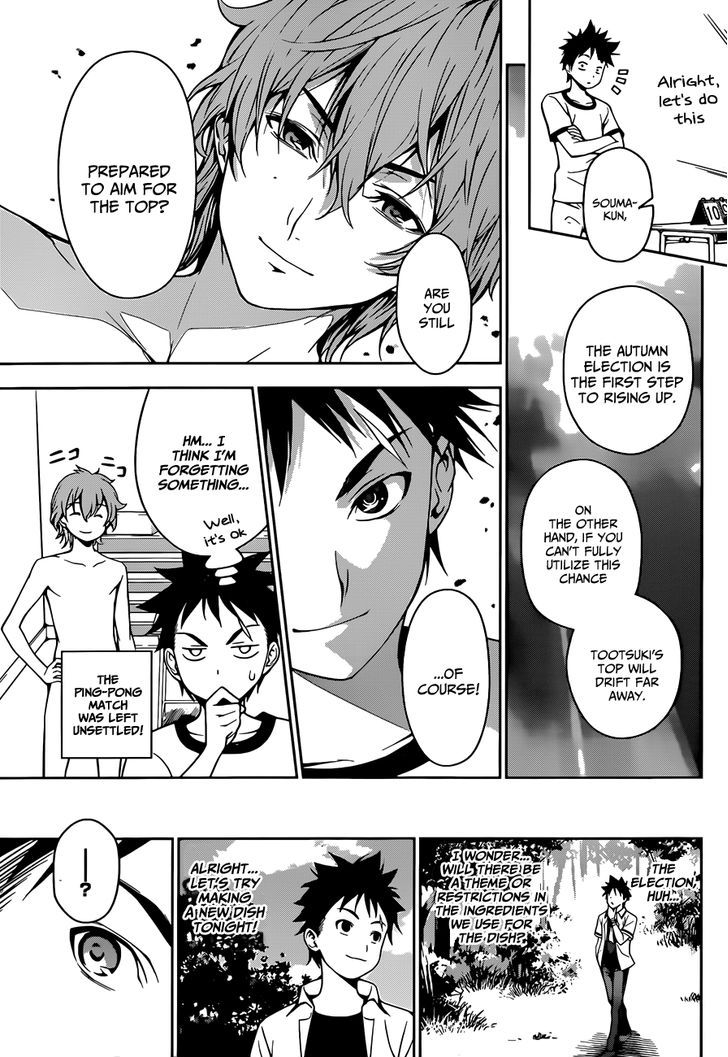 Alright,
let's do
this
SOUMA-
KUN,
THE AUTUMN
ELECTION IS
THE FIRST STEP
TO RISING UP.
ON
THE OTHER
HAND, IF YOU
CAN'T FULLY
UTILIZE THIS
CHANCE
TOOTSUKI'S
TOP WILL
DRIFT FAR
AWAY.
ARE
YOU
STILL
PREPARED
TO AIM FOR
THE TOP?
...OF
COURSE!
HM... I
THINK I'M
FORGETTING
SOMETHING...
Well,
it's ok
ニコ
ニコ
THE
PING-PONG
MATCH
WAS LEFT
UNSETTLED!
THE
ELECTION,
HUH...
I WONDER...
WILL THERE
BE A
THEME OR
RESTRICTIONS
IN THE
INGREDIENTS
WE USE FOR
THE DISH?
ALRIGHT...
LET'S TRY
MAKING
A NEW DISH
TONIGHT!
—?